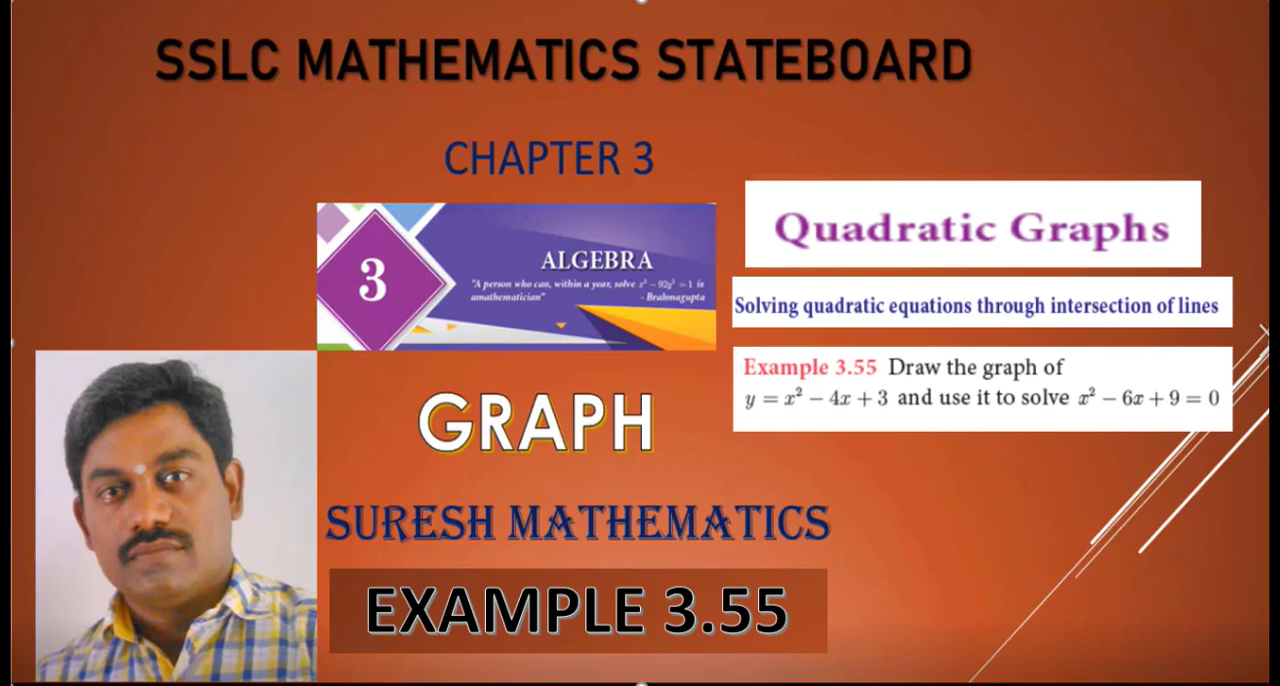 SSLC MATHEMATICS STATEBOARD
CHAPTER 3
3
ALGEBRA
"A person who can, within a year, solve x² − 92y² = 1 is
amathematician"
- Brahmagupta
Quadratic Graphs
Solving quadratic equations through intersection of lines
Example 3.55 Draw the graph of
y = x² − 4x + 3 and use it to solve x² − 6x + 9 = 0
GRAPH
SURESH MATHEMATICS
EXAMPLE 3.55